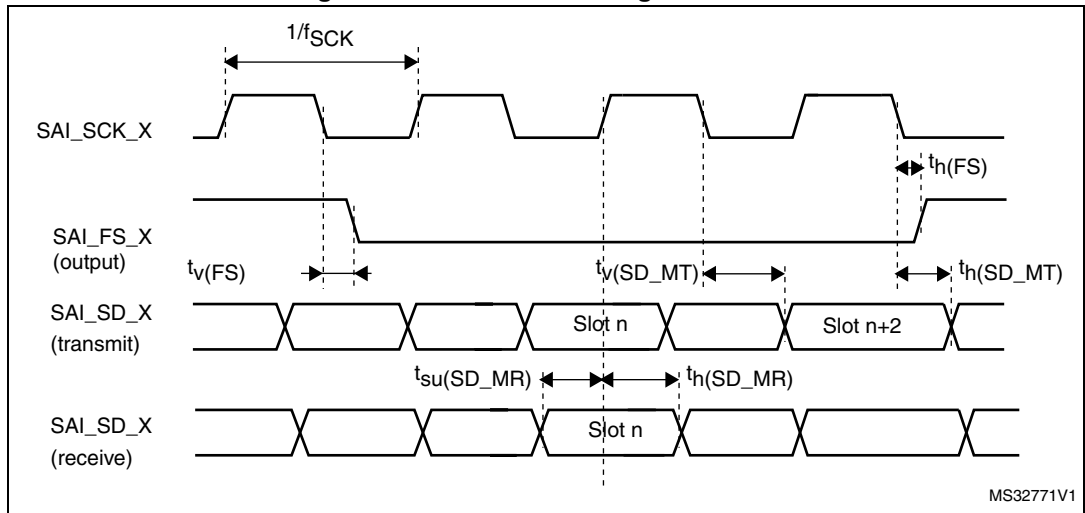 1/fSCK
SAI_SCK_X
th(FS)
SAI_FS_X
(output)
tv(FS)
tv(SD_MT)
th(SD_MT)
SAI_SD_X
(transmit)
Slot n
Slot n+2
tsu(SD_MR)
th(SD_MR)
SAI_SD_X
(receive)
Slot n
MS32771V1